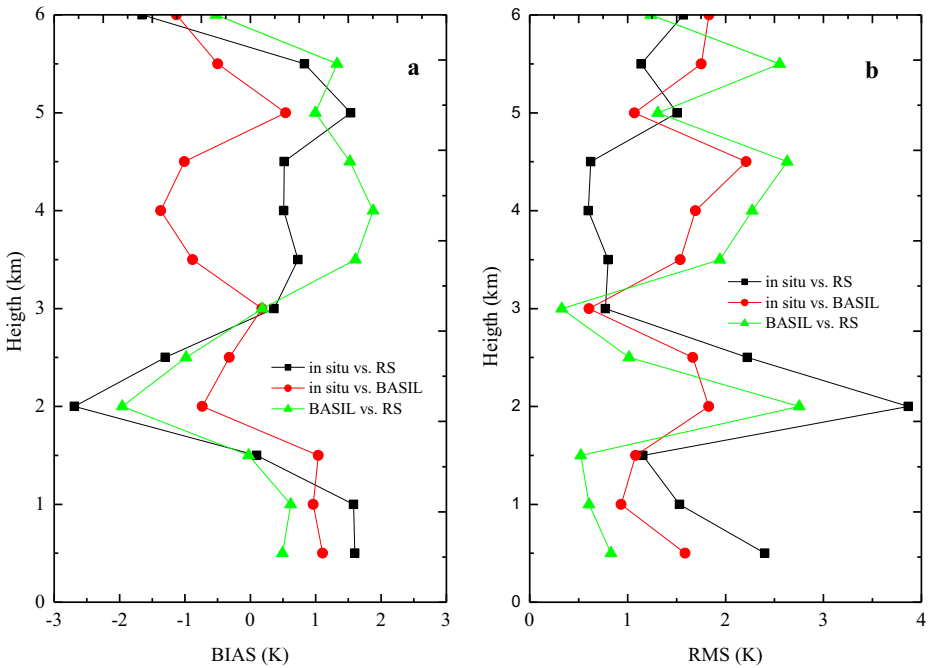 6
5
4
3
2
1
0
-3
-2
-1
0
1
2
3
Heigth (km)
BIAS (K)
a
in situ vs. RS
in situ vs. BASIL
BASIL vs. RS
6
5
4
3
2
1
0
0
1
2
3
4
Heigth (km)
RMS (K)
b
in situ vs. RS
in situ vs. BASIL
BASIL vs. RS